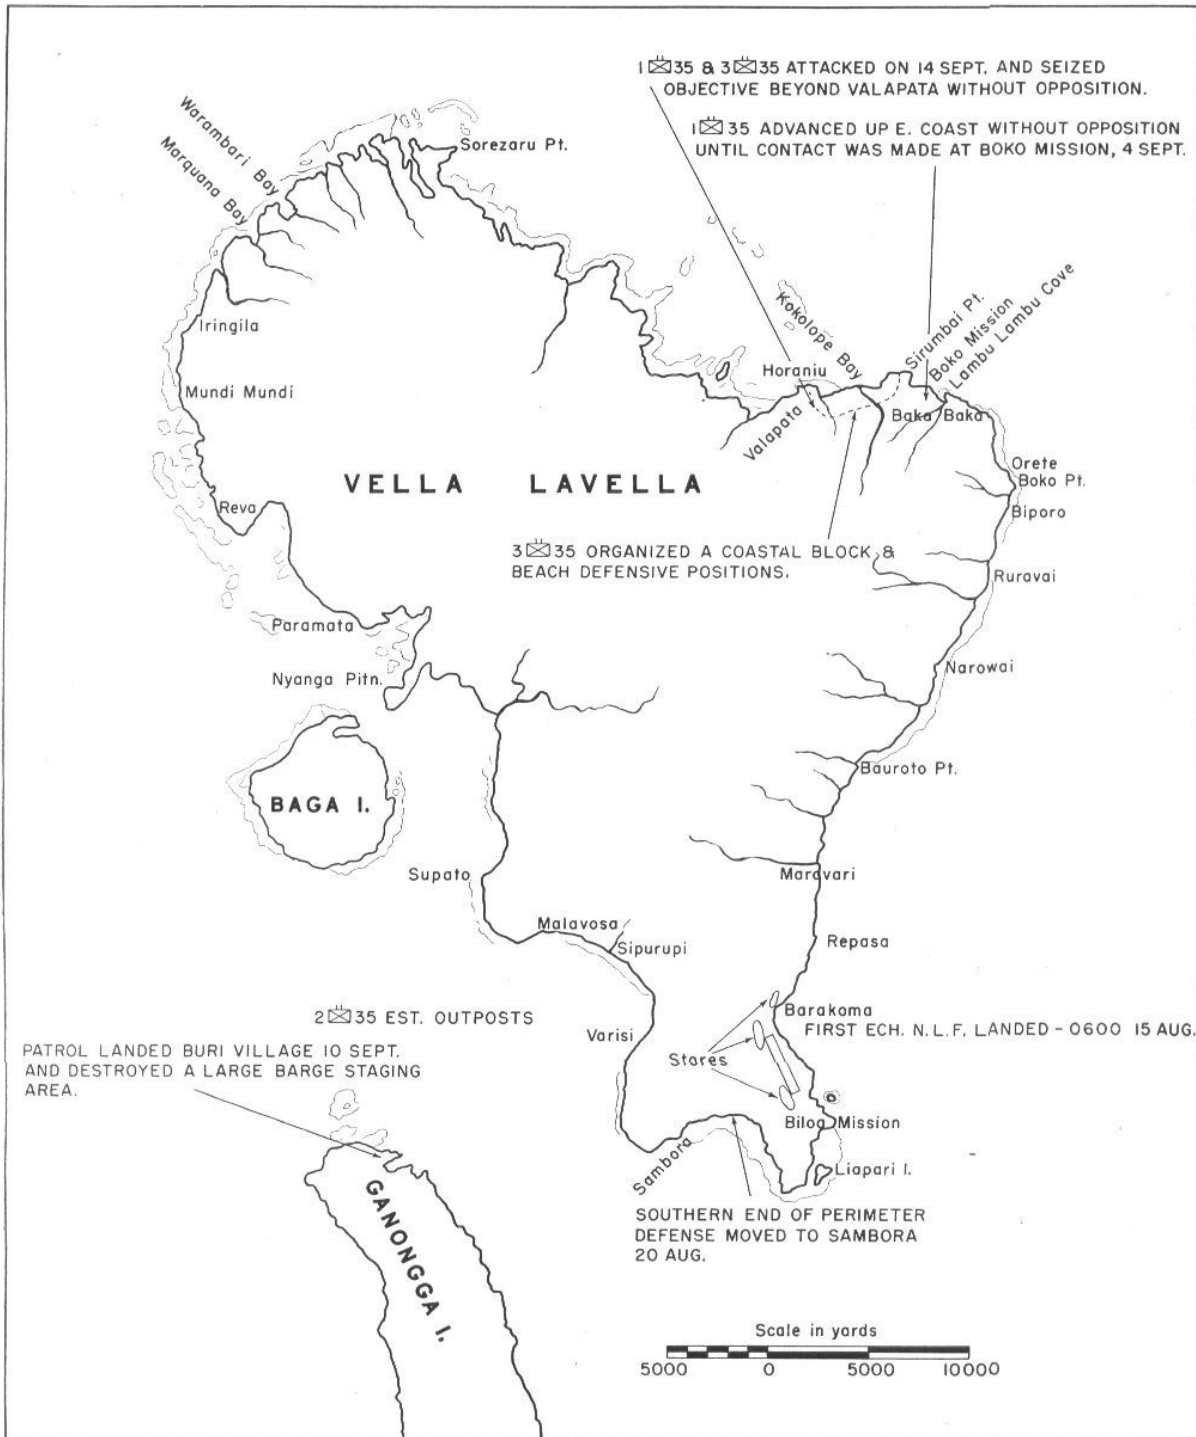 1 35 & 3 35 ATTACKED ON 14 SEPT. AND SEIZED
OBJECTIVE BEYOND VALAPATA WITHOUT OPPOSITION.
1 35 ADVANCED UP E. COAST WITHOUT OPPOSITION
UNTIL CONTACT WAS MADE AT BOKO MISSION, 4 SEPT.
Warambari Bay
Marquana Bay
Sorezaru Pt.
Kokolope Bay
Sirumbai Pt.
Boko Mission
Lambu Lambu Cove
Iringila
Horaniu
Mundi Mundi
Valapata
Baka Baka
VELLA LAVELLA
Orete
Boko Pt.
Biporo
Reva
3 35 ORGANIZED A COASTAL BLOCK &
BEACH DEFENSIVE POSITIONS.
Ruravai
Paramata
Narowai
Nyanga Pltn.
Bauroto Pt.
BAGA I.
Supato
Maravari
Malavosa
Sipurupi
Repasa
2 35 EST. OUTPOSTS
Barakoma
FIRST ECH. N.L.F. LANDED - 0600 15 AUG.
Varisi
PATROL LANDED BURI VILLAGE 10 SEPT.
AND DESTROYED A LARGE BARGE STAGING
AREA.
Stores
Biloa Mission
Sambora
Liapari I.
GANONGGA I.
SOUTHERN END OF PERIMETER
DEFENSE MOVED TO SAMBORA
20 AUG.
Scale in yards
5000 0 5000 10000